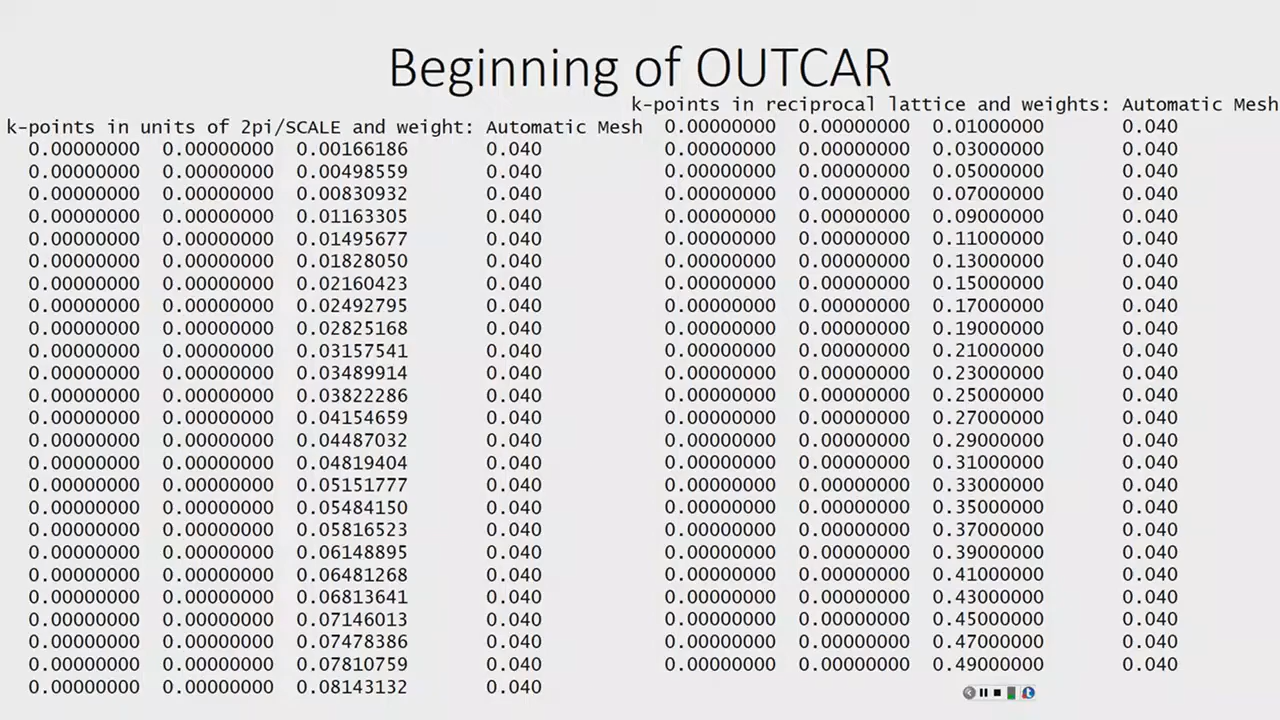 Beginning of OUTCAR
k-points in units of 2pi/SCALE and weight: Automatic Mesh
0.00000000 0.00000000 0.00166186 0.040
0.00000000 0.00000000 0.00498559 0.040
0.00000000 0.00000000 0.00830932 0.040
0.00000000 0.00000000 0.01163305 0.040
0.00000000 0.00000000 0.01495677 0.040
0.00000000 0.00000000 0.01828050 0.040
0.00000000 0.00000000 0.02160423 0.040
0.00000000 0.00000000 0.02492795 0.040
0.00000000 0.00000000 0.02825168 0.040
0.00000000 0.00000000 0.03157541 0.040
0.00000000 0.00000000 0.03489914 0.040
0.00000000 0.00000000 0.03822286 0.040
0.00000000 0.00000000 0.04154659 0.040
0.00000000 0.00000000 0.04487032 0.040
0.00000000 0.00000000 0.04819404 0.040
0.00000000 0.00000000 0.05151777 0.040
0.00000000 0.00000000 0.05484150 0.040
0.00000000 0.00000000 0.05816523 0.040
0.00000000 0.00000000 0.06148895 0.040
0.00000000 0.00000000 0.06481268 0.040
0.00000000 0.00000000 0.06813641 0.040
0.00000000 0.00000000 0.07146013 0.040
0.00000000 0.00000000 0.07478386 0.040
0.00000000 0.00000000 0.07810759 0.040
0.00000000 0.00000000 0.08143132 0.040
k-points in reciprocal lattice and weights: Automatic Mesh
0.00000000 0.00000000 0.01000000 0.040
0.00000000 0.00000000 0.03000000 0.040
0.00000000 0.00000000 0.05000000 0.040
0.00000000 0.00000000 0.07000000 0.040
0.00000000 0.00000000 0.09000000 0.040
0.00000000 0.00000000 0.11000000 0.040
0.00000000 0.00000000 0.13000000 0.040
0.00000000 0.00000000 0.15000000 0.040
0.00000000 0.00000000 0.17000000 0.040
0.00000000 0.00000000 0.19000000 0.040
0.00000000 0.00000000 0.21000000 0.040
0.00000000 0.00000000 0.23000000 0.040
0.00000000 0.00000000 0.25000000 0.040
0.00000000 0.00000000 0.27000000 0.040
0.00000000 0.00000000 0.29000000 0.040
0.00000000 0.00000000 0.31000000 0.040
0.00000000 0.00000000 0.33000000 0.040
0.00000000 0.00000000 0.35000000 0.040
0.00000000 0.00000000 0.37000000 0.040
0.00000000 0.00000000 0.39000000 0.040
0.00000000 0.00000000 0.41000000 0.040
0.00000000 0.00000000 0.43000000 0.040
0.00000000 0.00000000 0.45000000 0.040
0.00000000 0.00000000 0.47000000 0.040
0.00000000 0.00000000 0.49000000 0.040